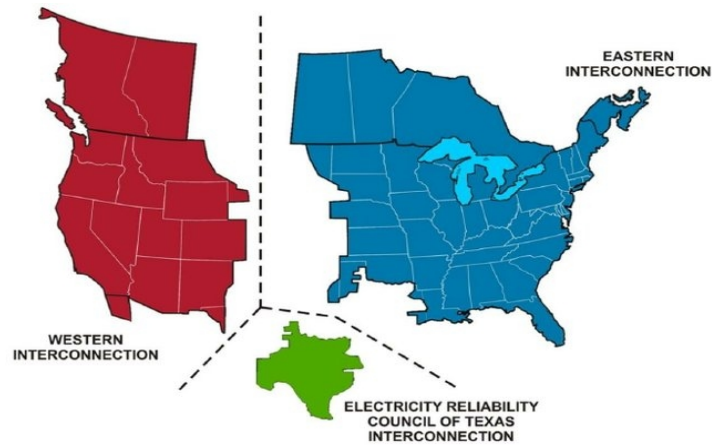 EASTERN
INTERCONNECTION
WESTERN
INTERCONNECTION
ELECTRICITY RELIABILITY
COUNCIL OF TEXAS
INTERCONNECTION